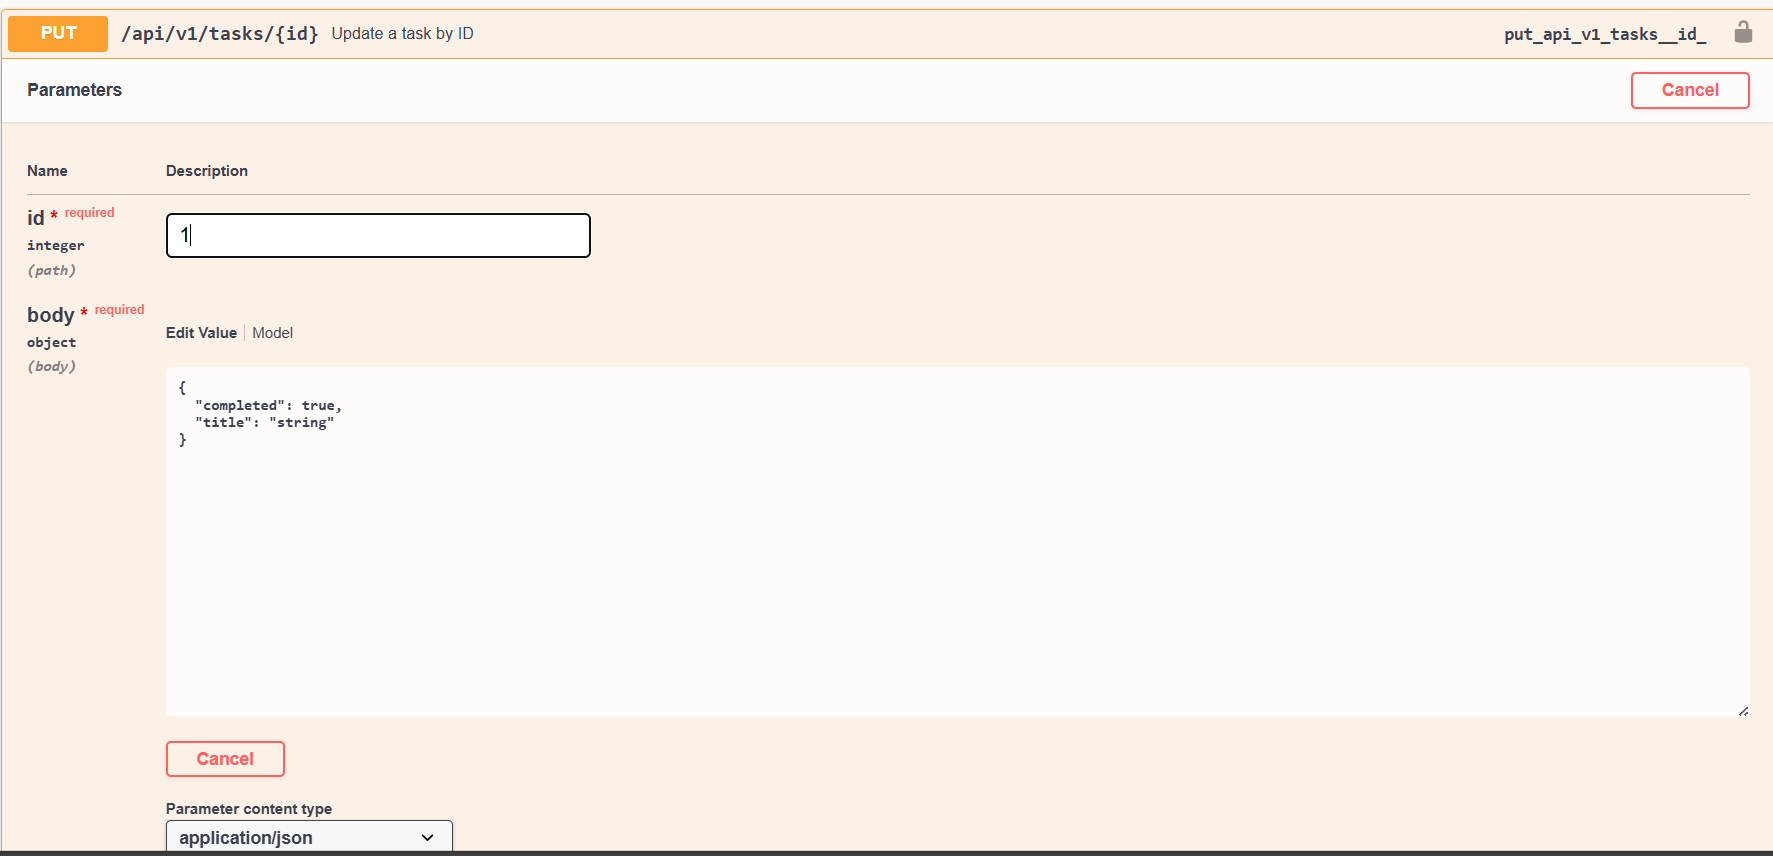 PUT /api/v1/tasks/{id} Update a task by ID put_api_v1_tasks__id_
Parameters Cancel
Name Description
id * required
1
integer
(path)
body * required
Edit Value Model
object
(body)
{
"completed": true,
"title": "string"
}
Cancel
Parameter content type
application/json